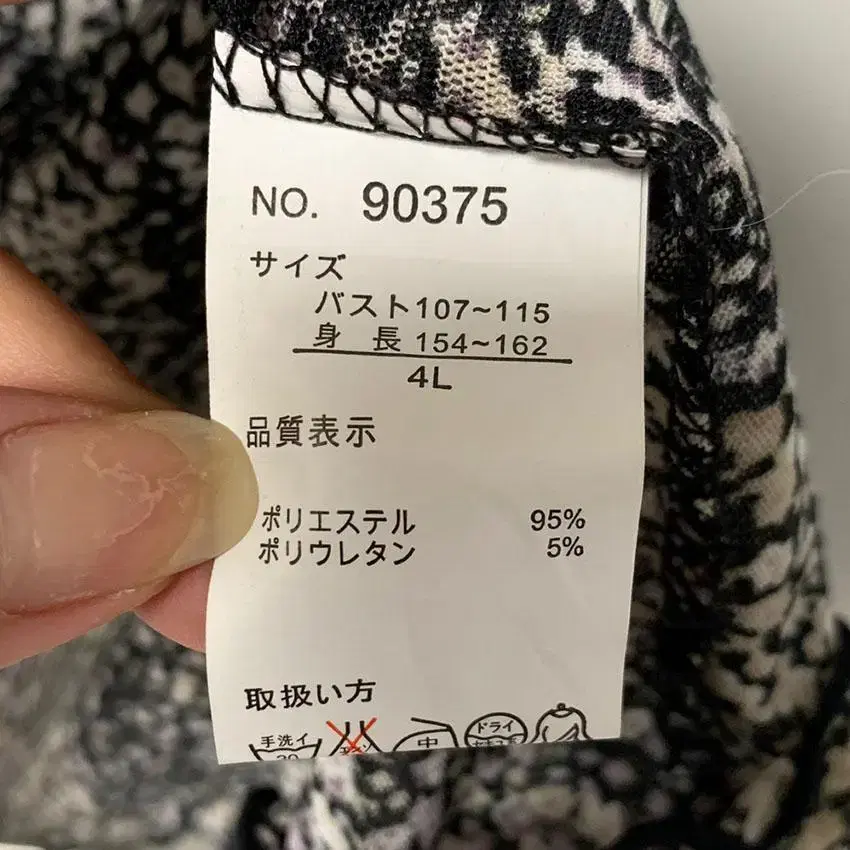 NO. 90375
サイズ
バスト107~115
身 長 154~162
4L
品質表示
ポリエステル 95%
ポリウレタン 5%
取扱い方
手洗イ 中 ドライ
30